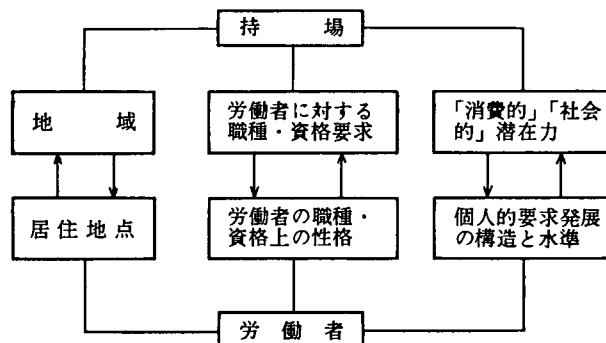 持場
地域
労働者に対する
職種・資格要求
「消費的」「社会
的」潜在力
居住地点
労働者の職種・
資格上の性格
個人的要求発展
の構造と水準
労働者